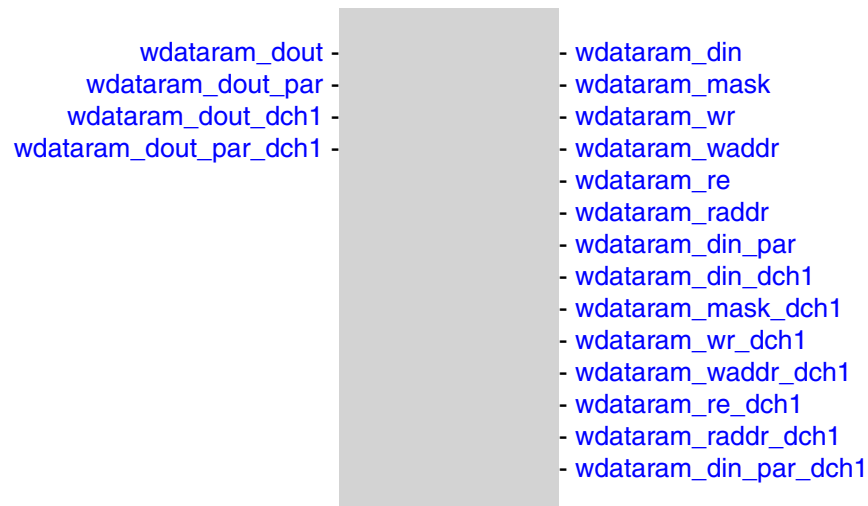 wdataram_dout - - wdataram_din
wdataram_dout_par - - wdataram_mask
wdataram_dout_dch1 - - wdataram_wr
wdataram_dout_par_dch1 - - wdataram_waddr
- wdataram_re
- wdataram_raddr
- wdataram_din_par
- wdataram_din_dch1
- wdataram_mask_dch1
- wdataram_wr_dch1
- wdataram_waddr_dch1
- wdataram_re_dch1
- wdataram_raddr_dch1
- wdataram_din_par_dch1